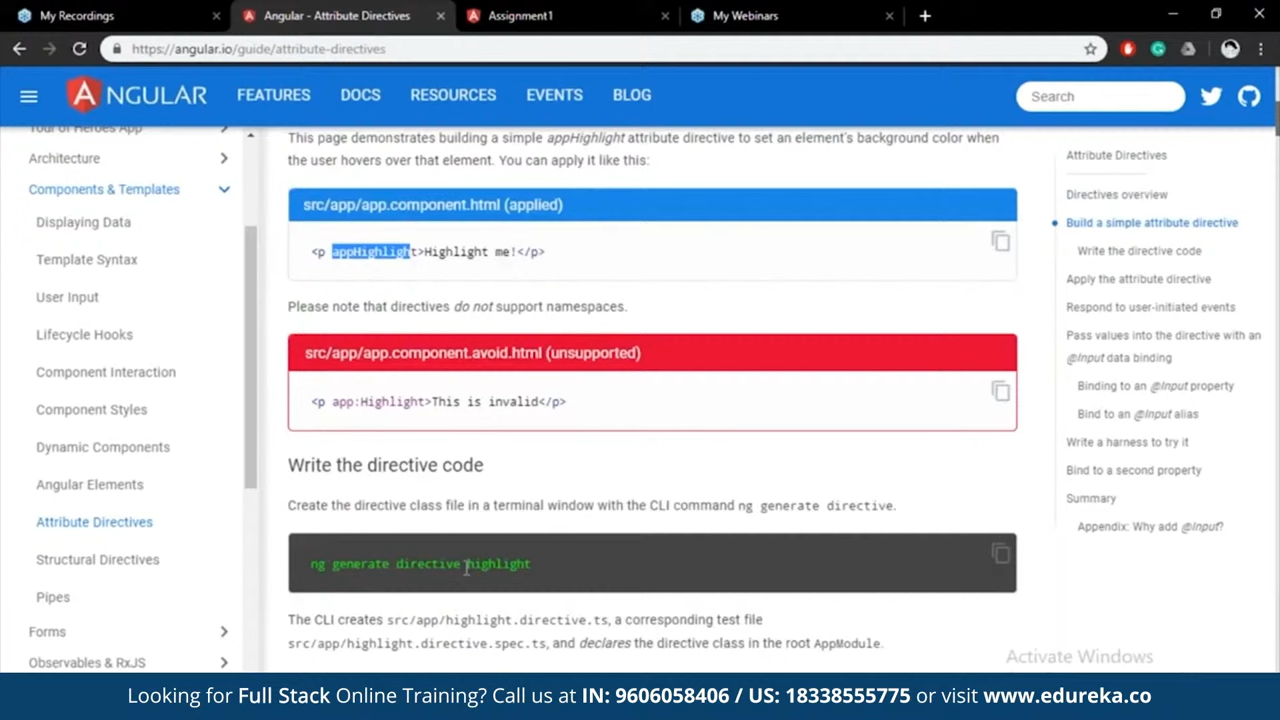 My Recordings
Angular - Attribute Directives
Assignment1
My Webinars
https://angular.io/guide/attribute-directives
ANGULAR
FEATURES
DOCS
RESOURCES
EVENTS
BLOG
Search
Tour of Heroes App
Architecture
Components & Templates
Displaying Data
Template Syntax
User Input
Lifecycle Hooks
Component Interaction
Component Styles
Dynamic Components
Angular Elements
Attribute Directives
Structural Directives
Pipes
Forms
Observables & RxJS
This page demonstrates building a simple appHighlight attribute directive to set an element's background color when
the user hovers over that element. You can apply it like this:
src/app/app.component.html (applied)
<p appHighlight>Highlight me!</p>
Please note that directives do not support namespaces.
src/app/app.component.avoid.html (unsupported)
<p app:Highlight>This is invalid</p>
Write the directive code
Create the directive class file in a terminal window with the CLI command ng generate directive.
ng generate directive highlight
The CLI creates src/app/highlight.directive.ts, a corresponding test file
src/app/highlight.directive.spec.ts, and declares the directive class in the root AppModule.
Attribute Directives
Directives overview
Build a simple attribute directive
Write the directive code
Apply the attribute directive
Respond to user-initiated events
Pass values into the directive with an
@Input data binding
Binding to an @Input property
Bind to an @Input alias
Write a harness to try it
Bind to a second property
Summary
Appendix: Why add @Input?
Activate Windows
Looking for Full Stack Online Training? Call us at IN: 9606058406 / US: 18338555775 or visit www.edureka.co